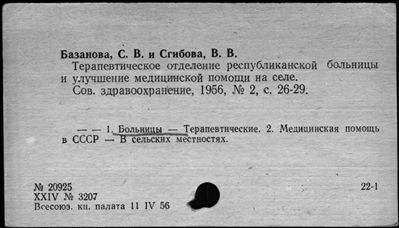 Базанова, С. В. и Сгибова, В. В.
Терапевтическое отделение республиканской больницы
и улучшение медицинской помощи на селе.
Сов. здравоохранение, 1956, № 2, с. 26-29.
— — 1. Больницы — Терапевтические. 2. Медицинская помощь
в СССР — В сельских местностях.
№ 20925 22-1
XXIV № 3207
Всесоюз. кн. палата 11 IV 56